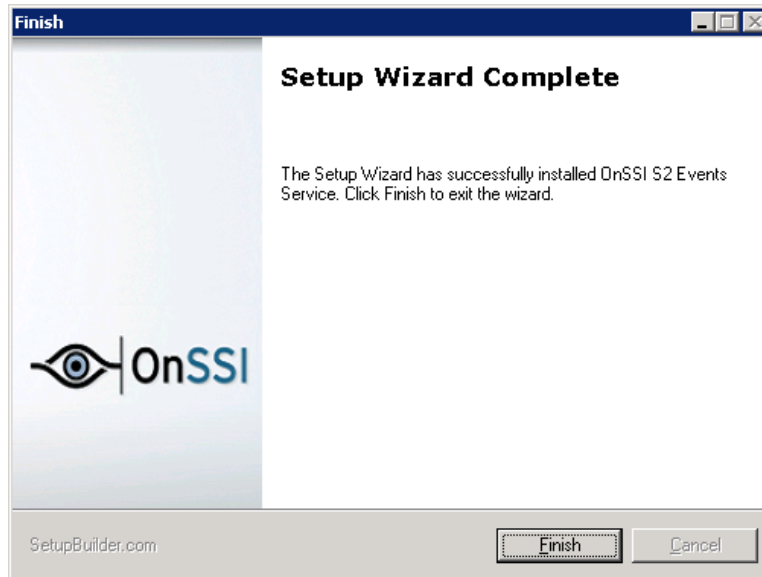 Finish
Setup Wizard Complete
The Setup Wizard has successfully installed OnSSI S2 Events
Service. Click Finish to exit the wizard.
OnSSI
SetupBuilder.com
Finish
Cancel